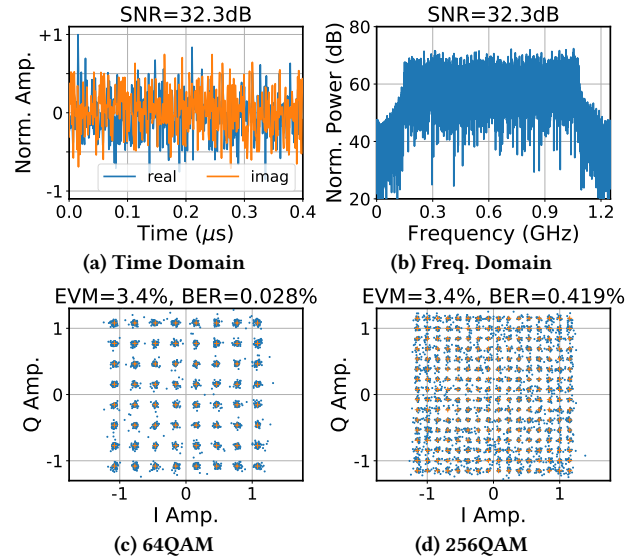 SNR=32.3dB
Norm. Amp.
+1
0
-1
real
imag
0.0 0.1 0.2 0.3 0.4
Time (μs)
(a) Time Domain
SNR=32.3dB
Norm. Power (dB)
80
60
40
20
0 0.3 0.6 0.9 1.2
Frequency (GHz)
(b) Freq. Domain
EVM=3.4%, BER=0.028%
Q Amp.
1
0
-1
-1 0 1
I Amp.
(c) 64QAM
EVM=3.4%, BER=0.419%
Q Amp.
1
0
-1
-1 0 1
I Amp.
(d) 256QAM